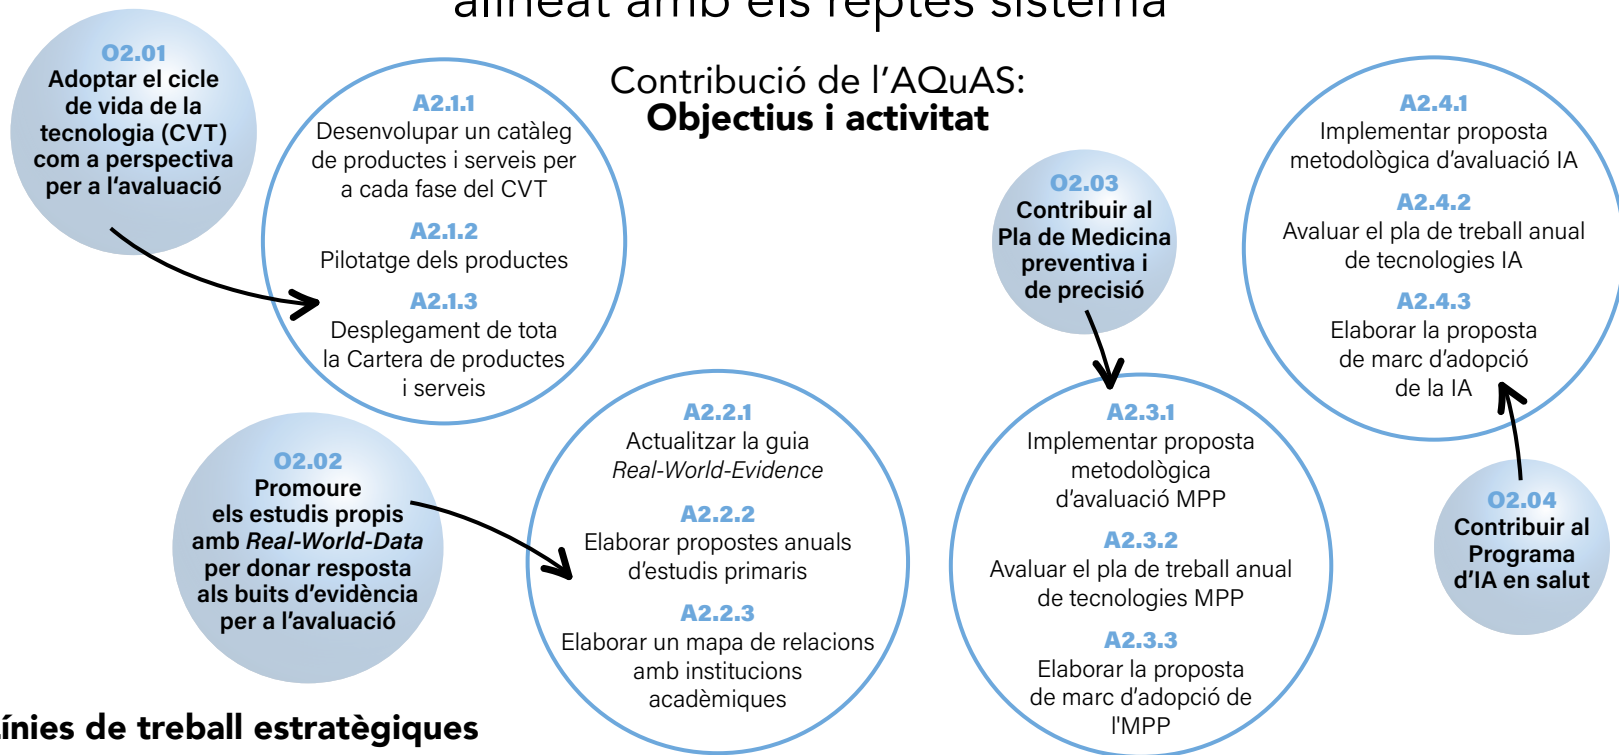 alineat amb els reptes sistema
Contribució de l'AQuAS:
Objectius i activitat
O2.01
Adoptar el cicle
de vida de la
tecnologia (CVT)
com a perspectiva
per a l'avaluació
A2.1.1
Desenvolupar un catàleg
de productes i serveis per
a cada fase del CVT
A2.1.2
Pilotatge dels productes
A2.1.3
Desplegament de tota
la Cartera de productes
i serveis
O2.02
Promoure
els estudis propis
amb Real-World-Data
per donar resposta
als buits d'evidència
per a l'avaluació
A2.2.1
Actualitzar la guia
Real-World-Evidence
A2.2.2
Elaborar propostes anuals
d'estudis primaris
A2.2.3
Elaborar un mapa de relacions
amb institucions
acadèmiques
O2.03
Contribuir al
Pla de Medicina
preventiva i
de precisió
A2.3.1
Implementar proposta
metodològica
d'avaluació MPP
A2.3.2
Avaluar el pla de treball anual
de tecnologies MPP
A2.3.3
Elaborar la proposta
de marc d'adopció de
l'MPP
A2.4.1
Implementar proposta
metodològica d'avaluació IA
A2.4.2
Avaluar el pla de treball anual
de tecnologies IA
A2.4.3
Elaborar la proposta
de marc d'adopció
de la IA
O2.04
Contribuir al
Programa
d'IA en salut
ínies de treball estratègiques